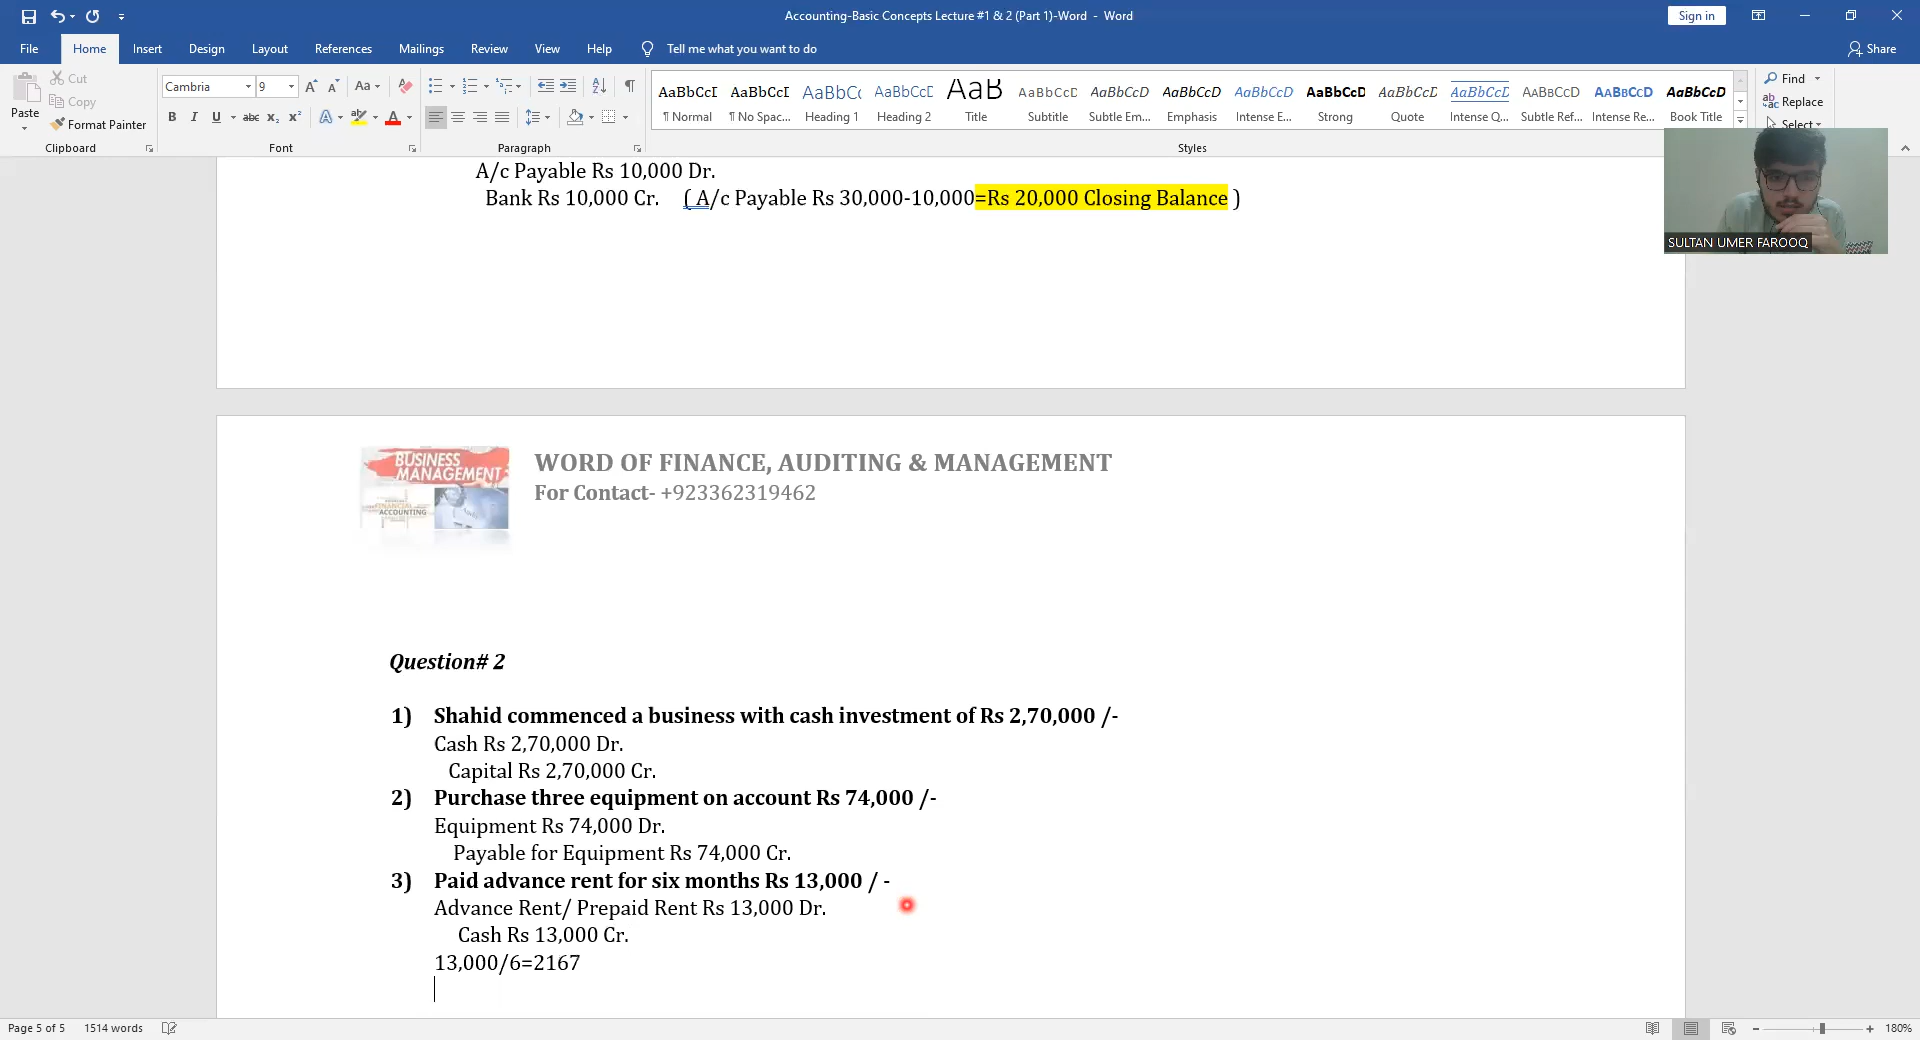 Accounting-Basic Concepts Lecture #1 & 2 (Part 1)-Word - Word
Sign in
File Home Insert Design Layout References Mailings Review View Help Tell me what you want to do Share
Paste
Cut
Copy
Format Painter
Cambria 9
Clipboard Font Paragraph Styles
AaBbCcI AaBbCcI AaBbC( AaBbCcE AaB AaBbCcD AaBbCcD AaBbCcD AaBbCcD AaBbCcD AaBbCcD AaBbCcD AABBCCD AABBCCD AaBbCcD
¶ Normal ¶ No Spac... Heading 1 Heading 2 Title Subtitle Subtle Em... Emphasis Intense E... Strong Quote Intense Q... Subtle Ref... Intense Re... Book Title
Find
Replace
Select
SULTAN UMER FAROOQ
A/c Payable Rs 10,000 Dr.
Bank Rs 10,000 Cr. ( A/c Payable Rs 30,000-10,000=Rs 20,000 Closing Balance )
BUSINESS
MANAGEMENT
FINANCIAL
ACCOUNTING
WORD OF FINANCE, AUDITING & MANAGEMENT
For Contact- +923362319462
Question# 2
1) Shahid commenced a business with cash investment of Rs 2,70,000 /-
Cash Rs 2,70,000 Dr.
Capital Rs 2,70,000 Cr.
2) Purchase three equipment on account Rs 74,000 /-
Equipment Rs 74,000 Dr.
Payable for Equipment Rs 74,000 Cr.
3) Paid advance rent for six months Rs 13,000 / -
Advance Rent/ Prepaid Rent Rs 13,000 Dr.
Cash Rs 13,000 Cr.
13,000/6=2167
Page 5 of 5 1514 words
180%